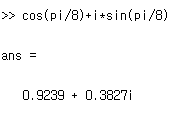 >> cos(pi/8)+i*sin(pi/8)
ans =
0.9239 + 0.3827i